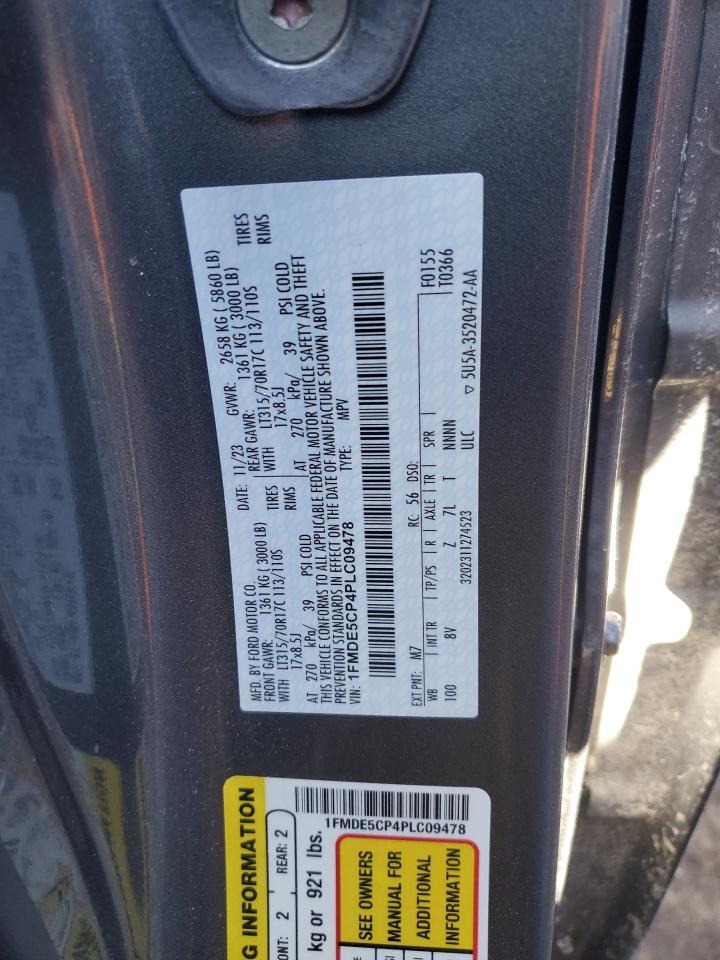 MFD. BY FORD MOTOR CO.
DATE: 11/23 GVWR: 2658 KG ( 5860 LB)
FRONT GAWR: 1361 KG (3000 LB)
REAR GAWR: 1361 KG ( 3000 LB)
WITH LT315/70R17C 113/110S TIRES
WITH LT315/70R17C 113/110S TIRES
17x8.5J RIMS
17x8.5J RIMS
AT 270 kPa/ 39 PSI COLD
AT 270 kPa/ 39 PSI COLD
THIS VEHICLE CONFORMS TO ALL APPLICABLE FEDERAL MOTOR VEHICLE SAFETY AND THEFT
PREVENTION STANDARDS IN EFFECT ON THE DATE OF MANUFACTURE SHOWN ABOVE.
VIN: 1FMDE5CP4PLC09478
TYPE: MPV
EXT PNT: M7 RC: 56 DSO: F0155
WB INT TR TP/PS R AXLE TR SPR T0366
100 8V Z 7L T NNNN
3202311274523 ULC ▽ 5U5A-3520472-AA
G INFORMATION
ONT: 2 REAR: 2
kg or 921 lbs.
1FMDE5CP4PLC09478
SEE OWNERS
MANUAL FOR
ADDITIONAL
INFORMATION